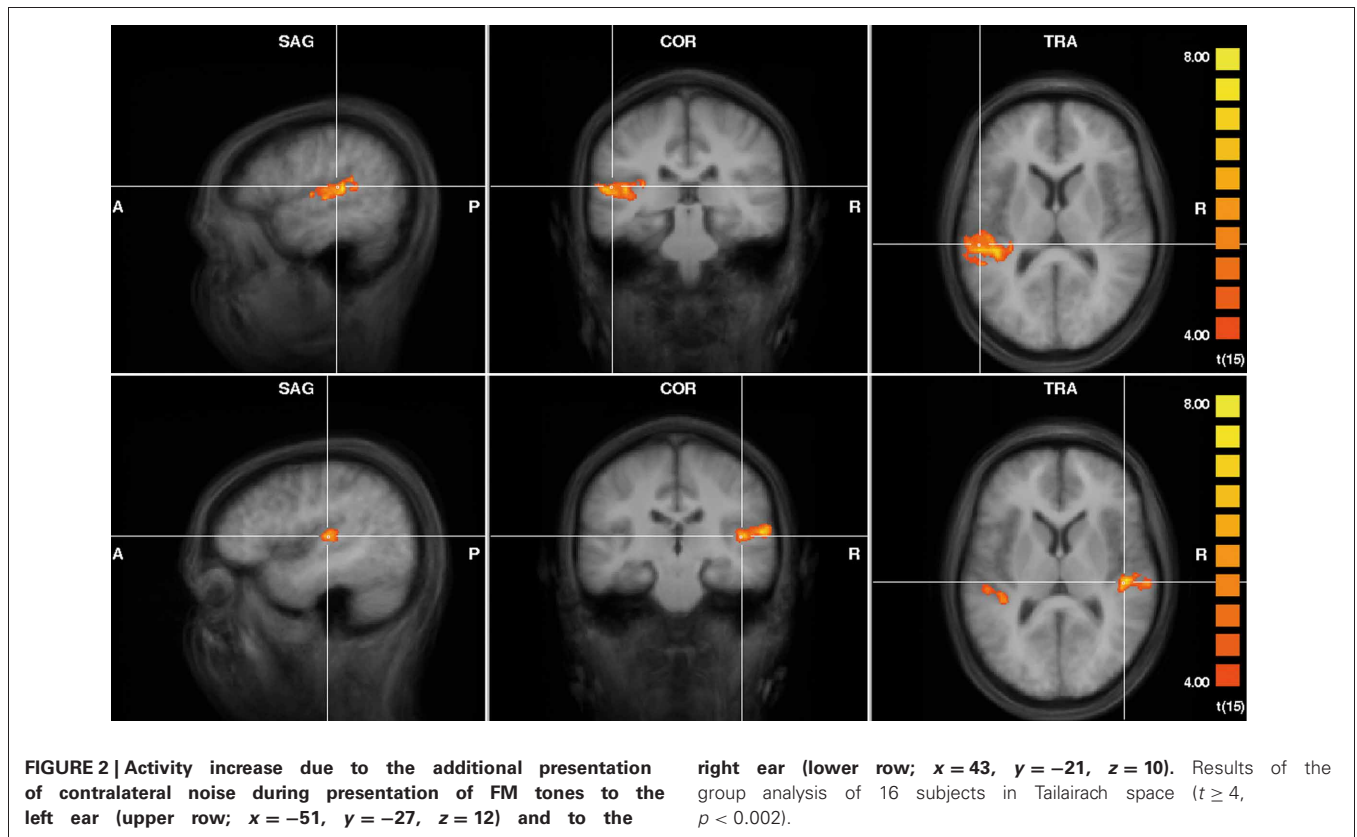 SAG
COR
TRA
8.00
A
P
R
R
4.00
t(15)
SAG
COR
TRA
8.00
A
P
R
R
4.00
t(15)
FIGURE 2 | Activity increase due to the additional presentation
of contralateral noise during presentation of FM tones to the
left ear (upper row; x = −51, y = −27, z = 12) and to the
right ear (lower row; x = 43, y = −21, z = 10). Results of the
group analysis of 16 subjects in Tailairach space (t ≥ 4,
p < 0.002).